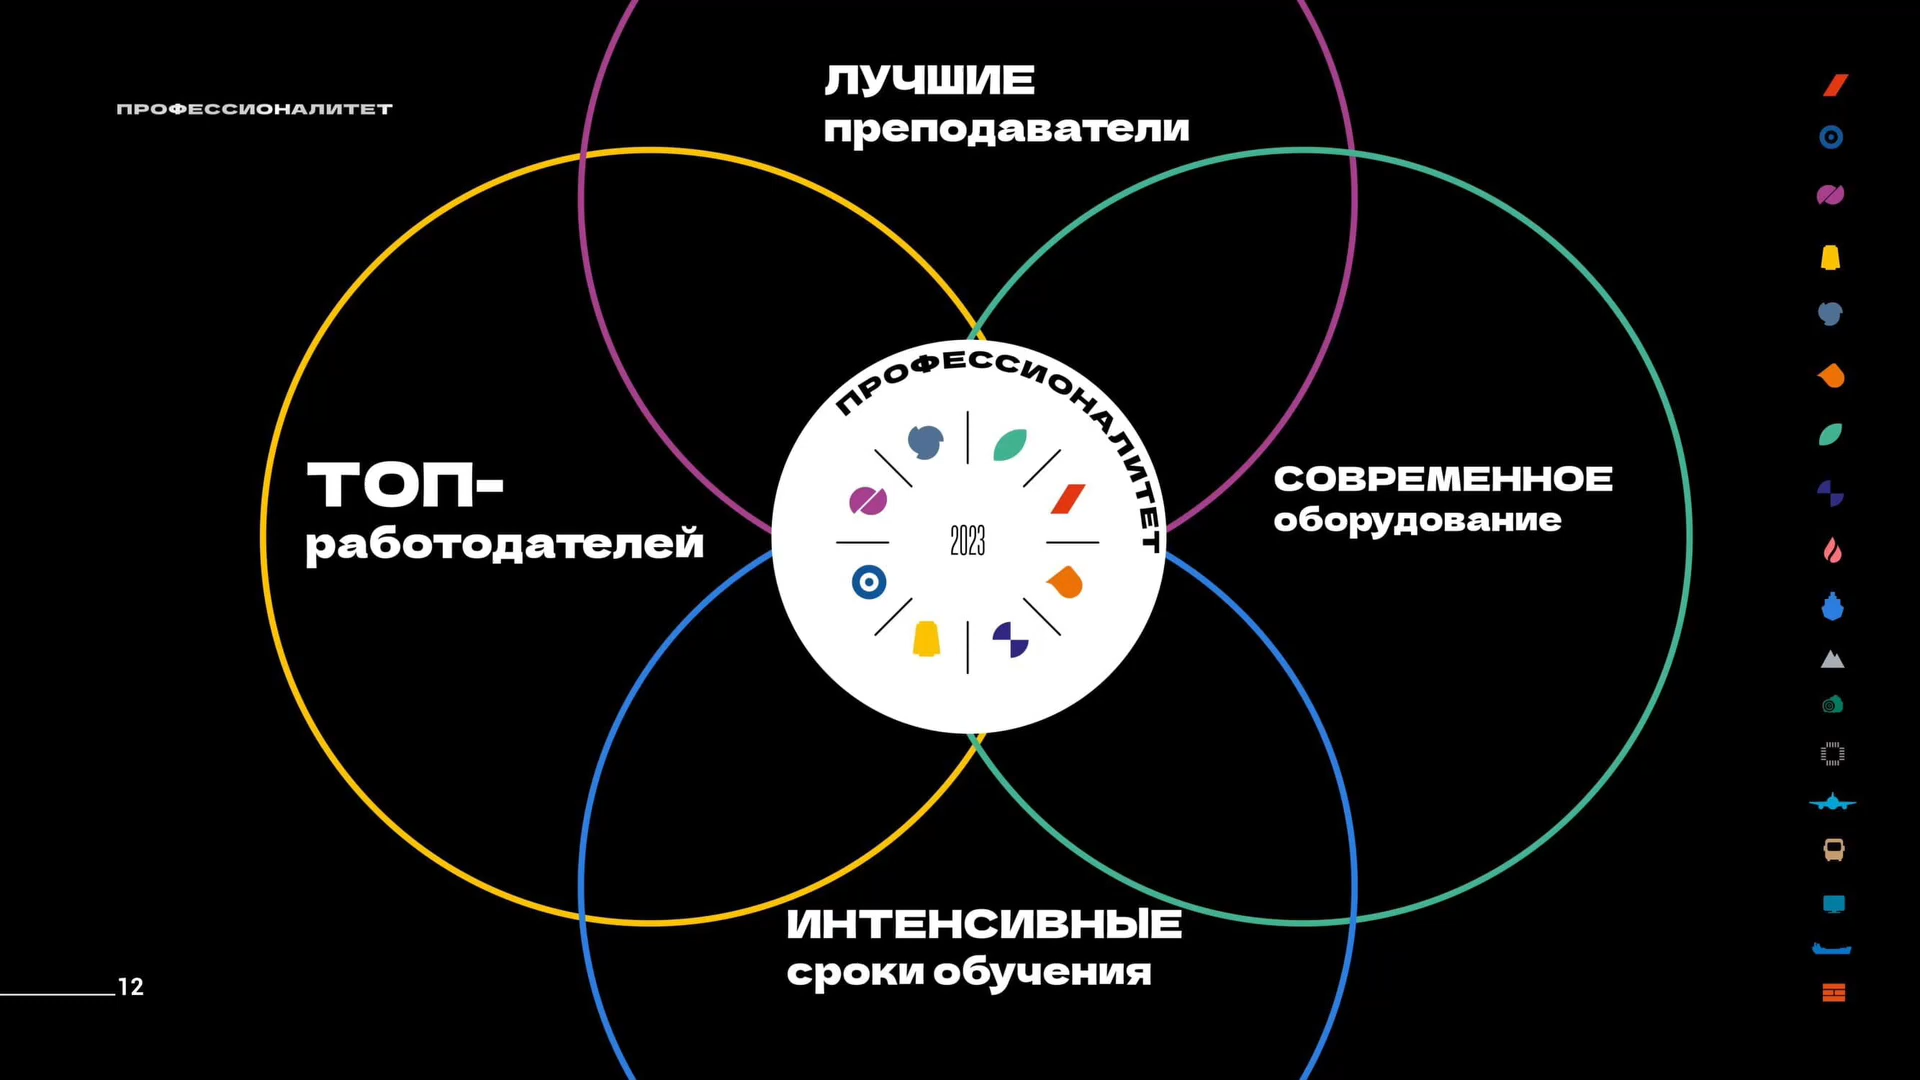 ПРОФЕССИОНАЛИТЕТ
ЛУЧШИЕ
преподаватели
ПРОФЕССИОНАЛИТЕТ
2023
ТОП-
работодателей
СОВРЕМЕННОЕ
оборудование
ИНТЕНСИВНЫЕ
сроки обучения
12